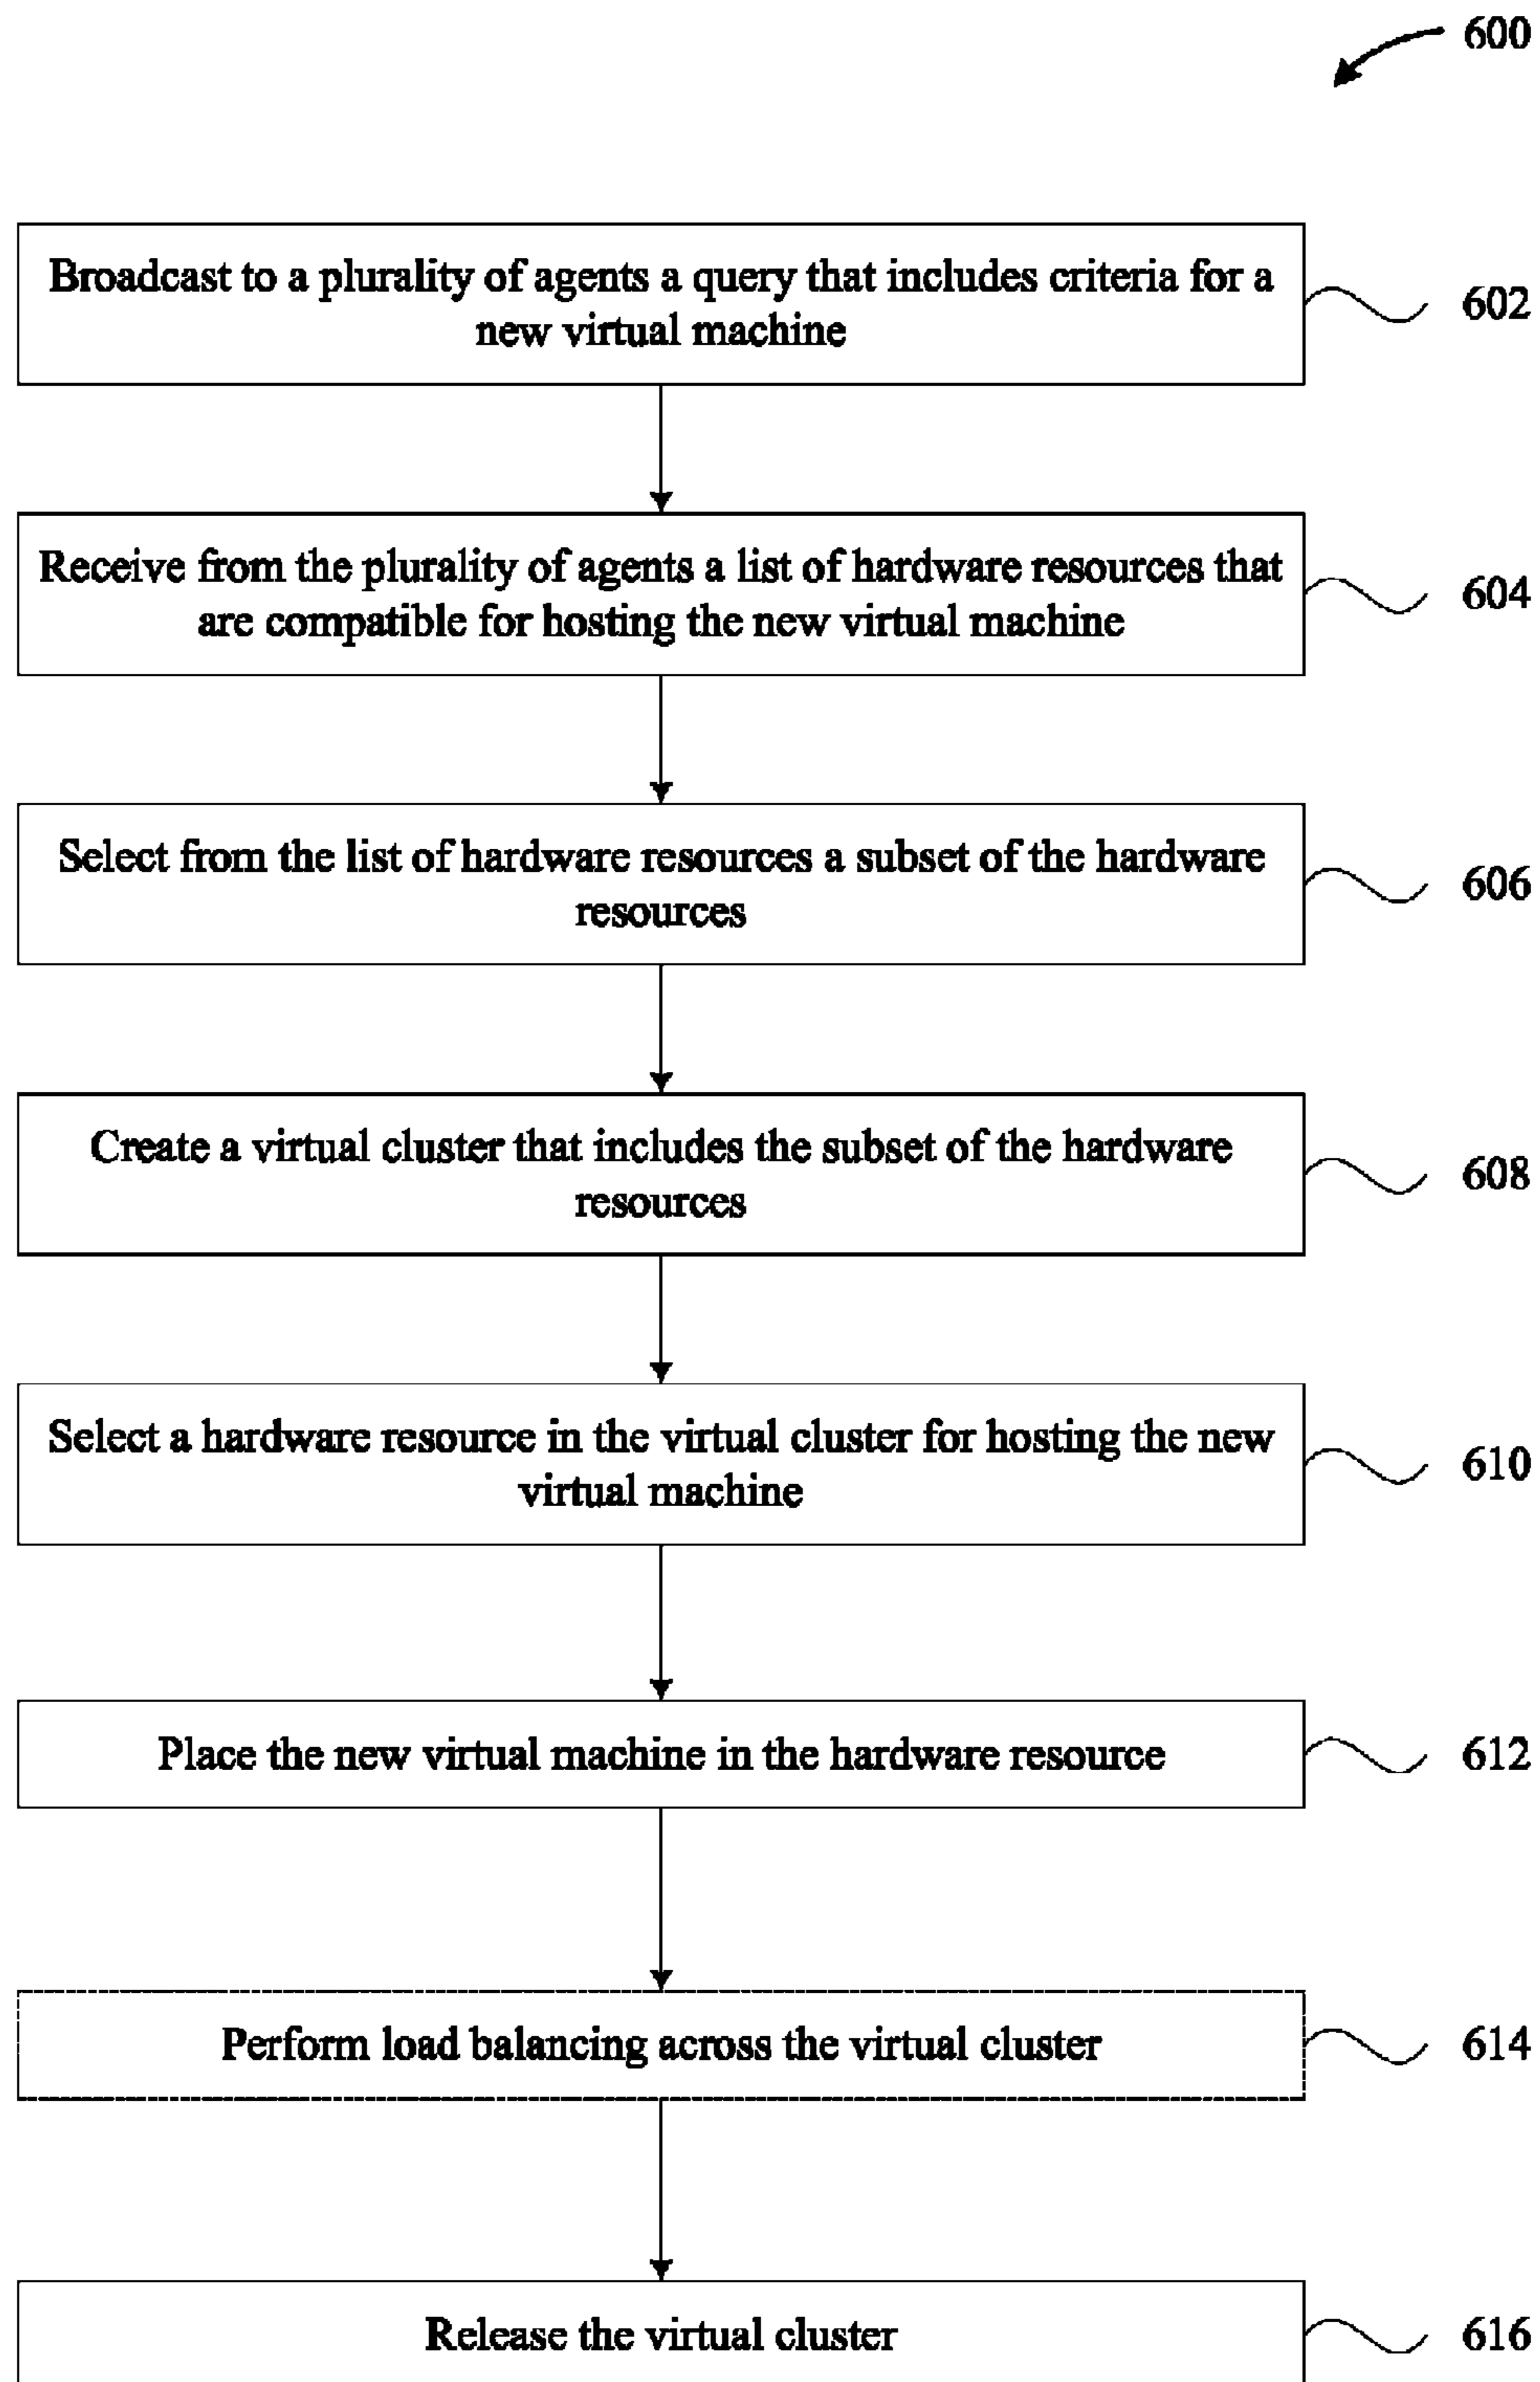 600
Broadcast to a plurality of agents a query that includes criteria for a
new virtual machine
602
Receive from the plurality of agents a list of hardware resources that
are compatible for hosting the new virtual machine
604
Select from the list of hardware resources a subset of the hardware
resources
606
Create a virtual cluster that includes the subset of the hardware
resources
608
Select a hardware resource in the virtual cluster for hosting the new
virtual machine
610
Place the new virtual machine in the hardware resource
612
Perform load balancing across the virtual cluster
614
Release the virtual cluster
616